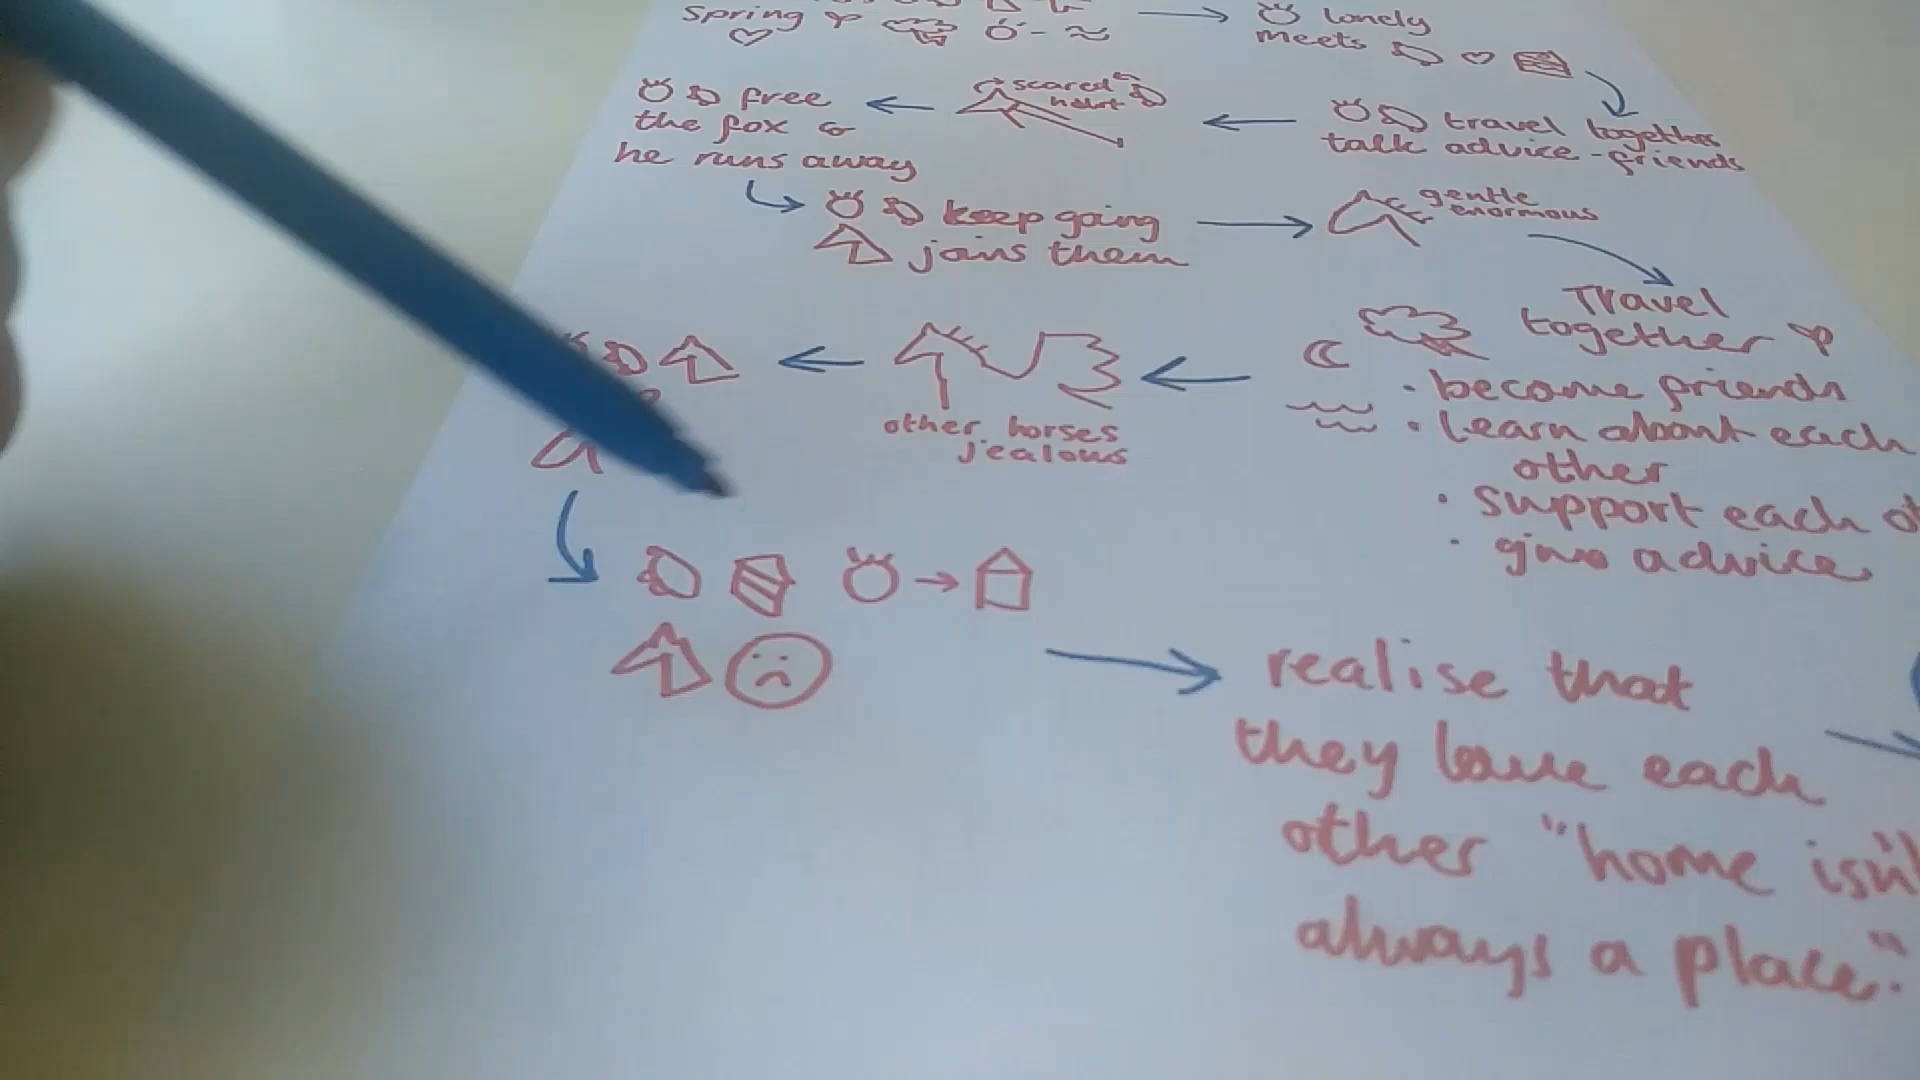 Spring
lonely
meets
travel together
talk advice - friends
scared
free
the fox &
he runs away
keep going
joins them
gentle
enormous
Travel
together
• become friends
• learn about each
other
• support each
• give advice
other horses
jealous
realise that
they love each
other "home isn't
always a place."